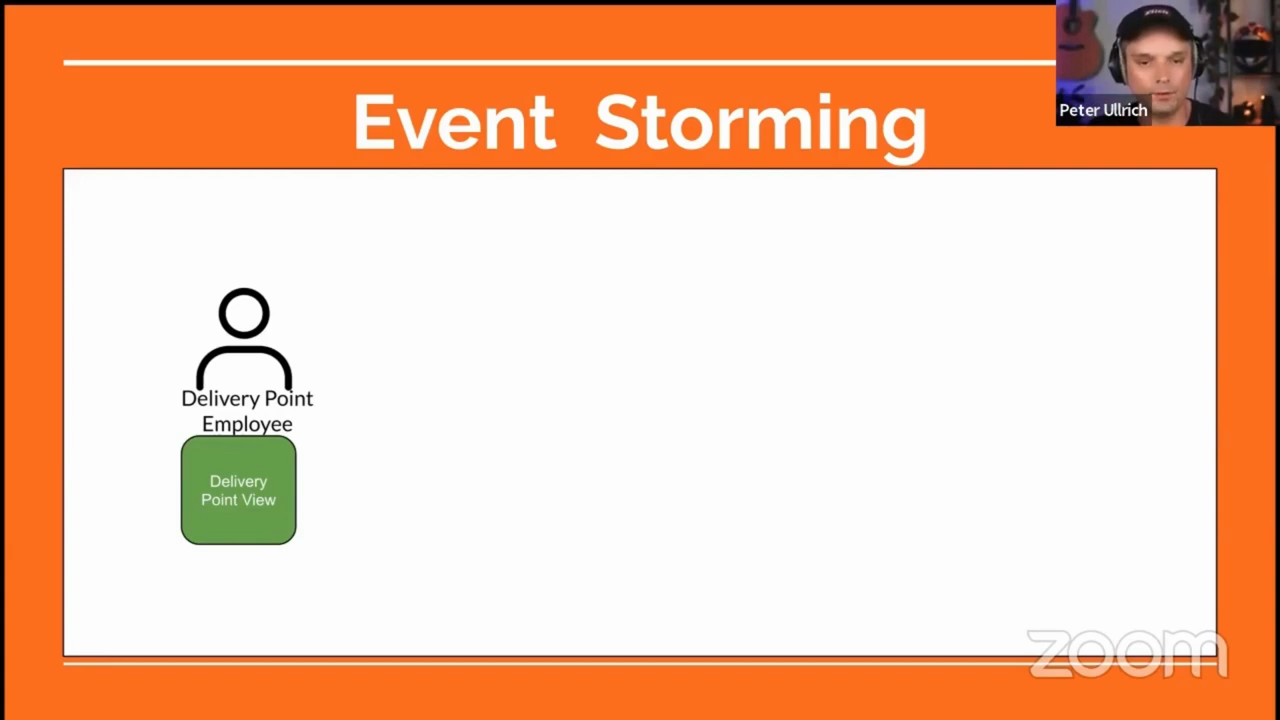 Event Storming
Peter Ullrich
Delivery Point
Employee
Delivery
Point View
zoom